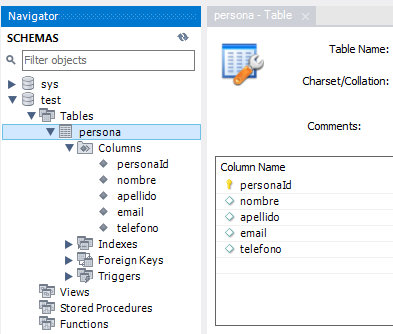 Navigator
SCHEMAS
Filter objects
sys
test
Tables
persona
Columns
personaId
nombre
apellido
email
telefono
Indexes
Foreign Keys
Triggers
Views
Stored Procedures
Functions
persona - Table
Table Name:
Charset/Collation:
Comments:
Column Name
personaId
nombre
apellido
email
telefono